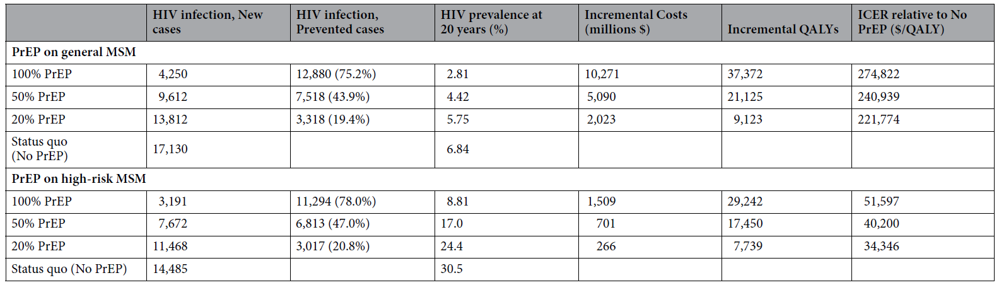 HIV infection, New cases HIV infection, Prevented cases HIV prevalence at 20 years (%) Incremental Costs (millions $) Incremental QALYs ICER relative to No PrEP ($/QALY)
PrEP on general MSM
100% PrEP 4,250 12,880 (75.2%) 2.81 10,271 37,372 274,822
50% PrEP 9,612 7,518 (43.9%) 4.42 5,090 21,125 240,939
20% PrEP 13,812 3,318 (19.4%) 5.75 2,023 9,123 221,774
Status quo (No PrEP) 17,130 6.84
PrEP on high-risk MSM
100% PrEP 3,191 11,294 (78.0%) 8.81 1,509 29,242 51,597
50% PrEP 7,672 6,813 (47.0%) 17.0 701 17,450 40,200
20% PrEP 11,468 3,017 (20.8%) 24.4 266 7,739 34,346
Status quo (No PrEP) 14,485 30.5